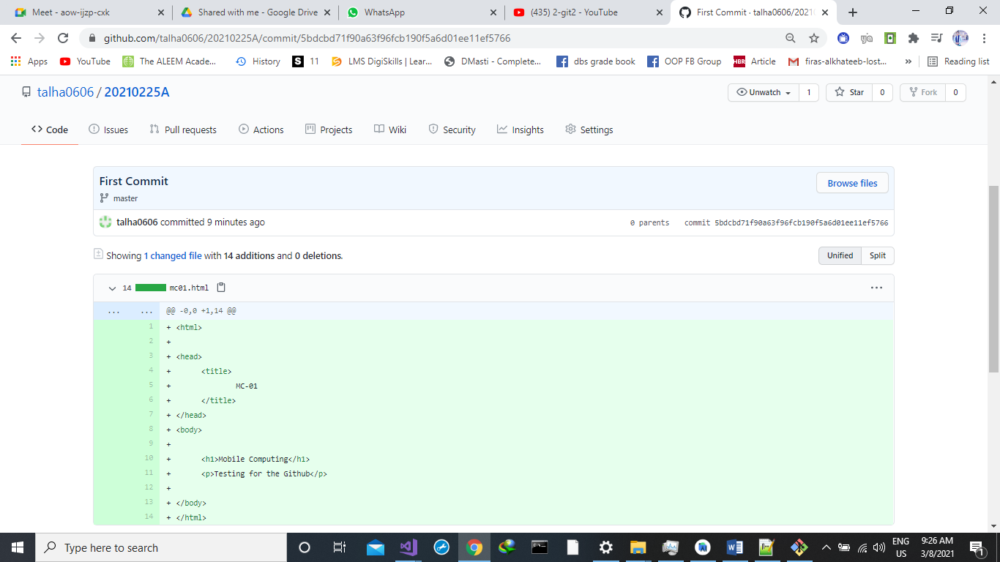 Meet - aow-ijzp-cxk
Shared with me - Google Drive
WhatsApp
(435) 2-git2 - YouTube
First Commit · talha0606/20210
github.com/talha0606/20210225A/commit/5bdcbd71f90a63f96fcb190f5a6d01ee11ef5766
Apps YouTube The ALEEM Acade... History S 11 LMS DigiSkills | Lear... DMasti - Complete... dbs grade book OOP FB Group HBR Article firas-alkhateeb-lost... » Reading list
talha0606 / 20210225A Unwatch 1 Star 0 Fork 0
Code Issues Pull requests Actions Projects Wiki Security Insights Settings
First Commit Browse files
master
talha0606 committed 9 minutes ago 0 parents commit 5bdcbd71f90a63f96fcb190f5a6d01ee11ef5766
Showing 1 changed file with 14 additions and 0 deletions. Unified Split
14 mc01.html ...
... ... @@ -0,0 +1,14 @@
1 + <html>
2 +
3 + <head>
4 + <title>
5 + MC-01
6 + </title>
7 + </head>
8 + <body>
9 +
10 + <h1>Mobile Computing</h1>
11 + <p>Testing for the Github</p>
12 +
13 + </body>
14 + </html>
Type here to search
ENG 9:26 AM
US 3/8/2021 1